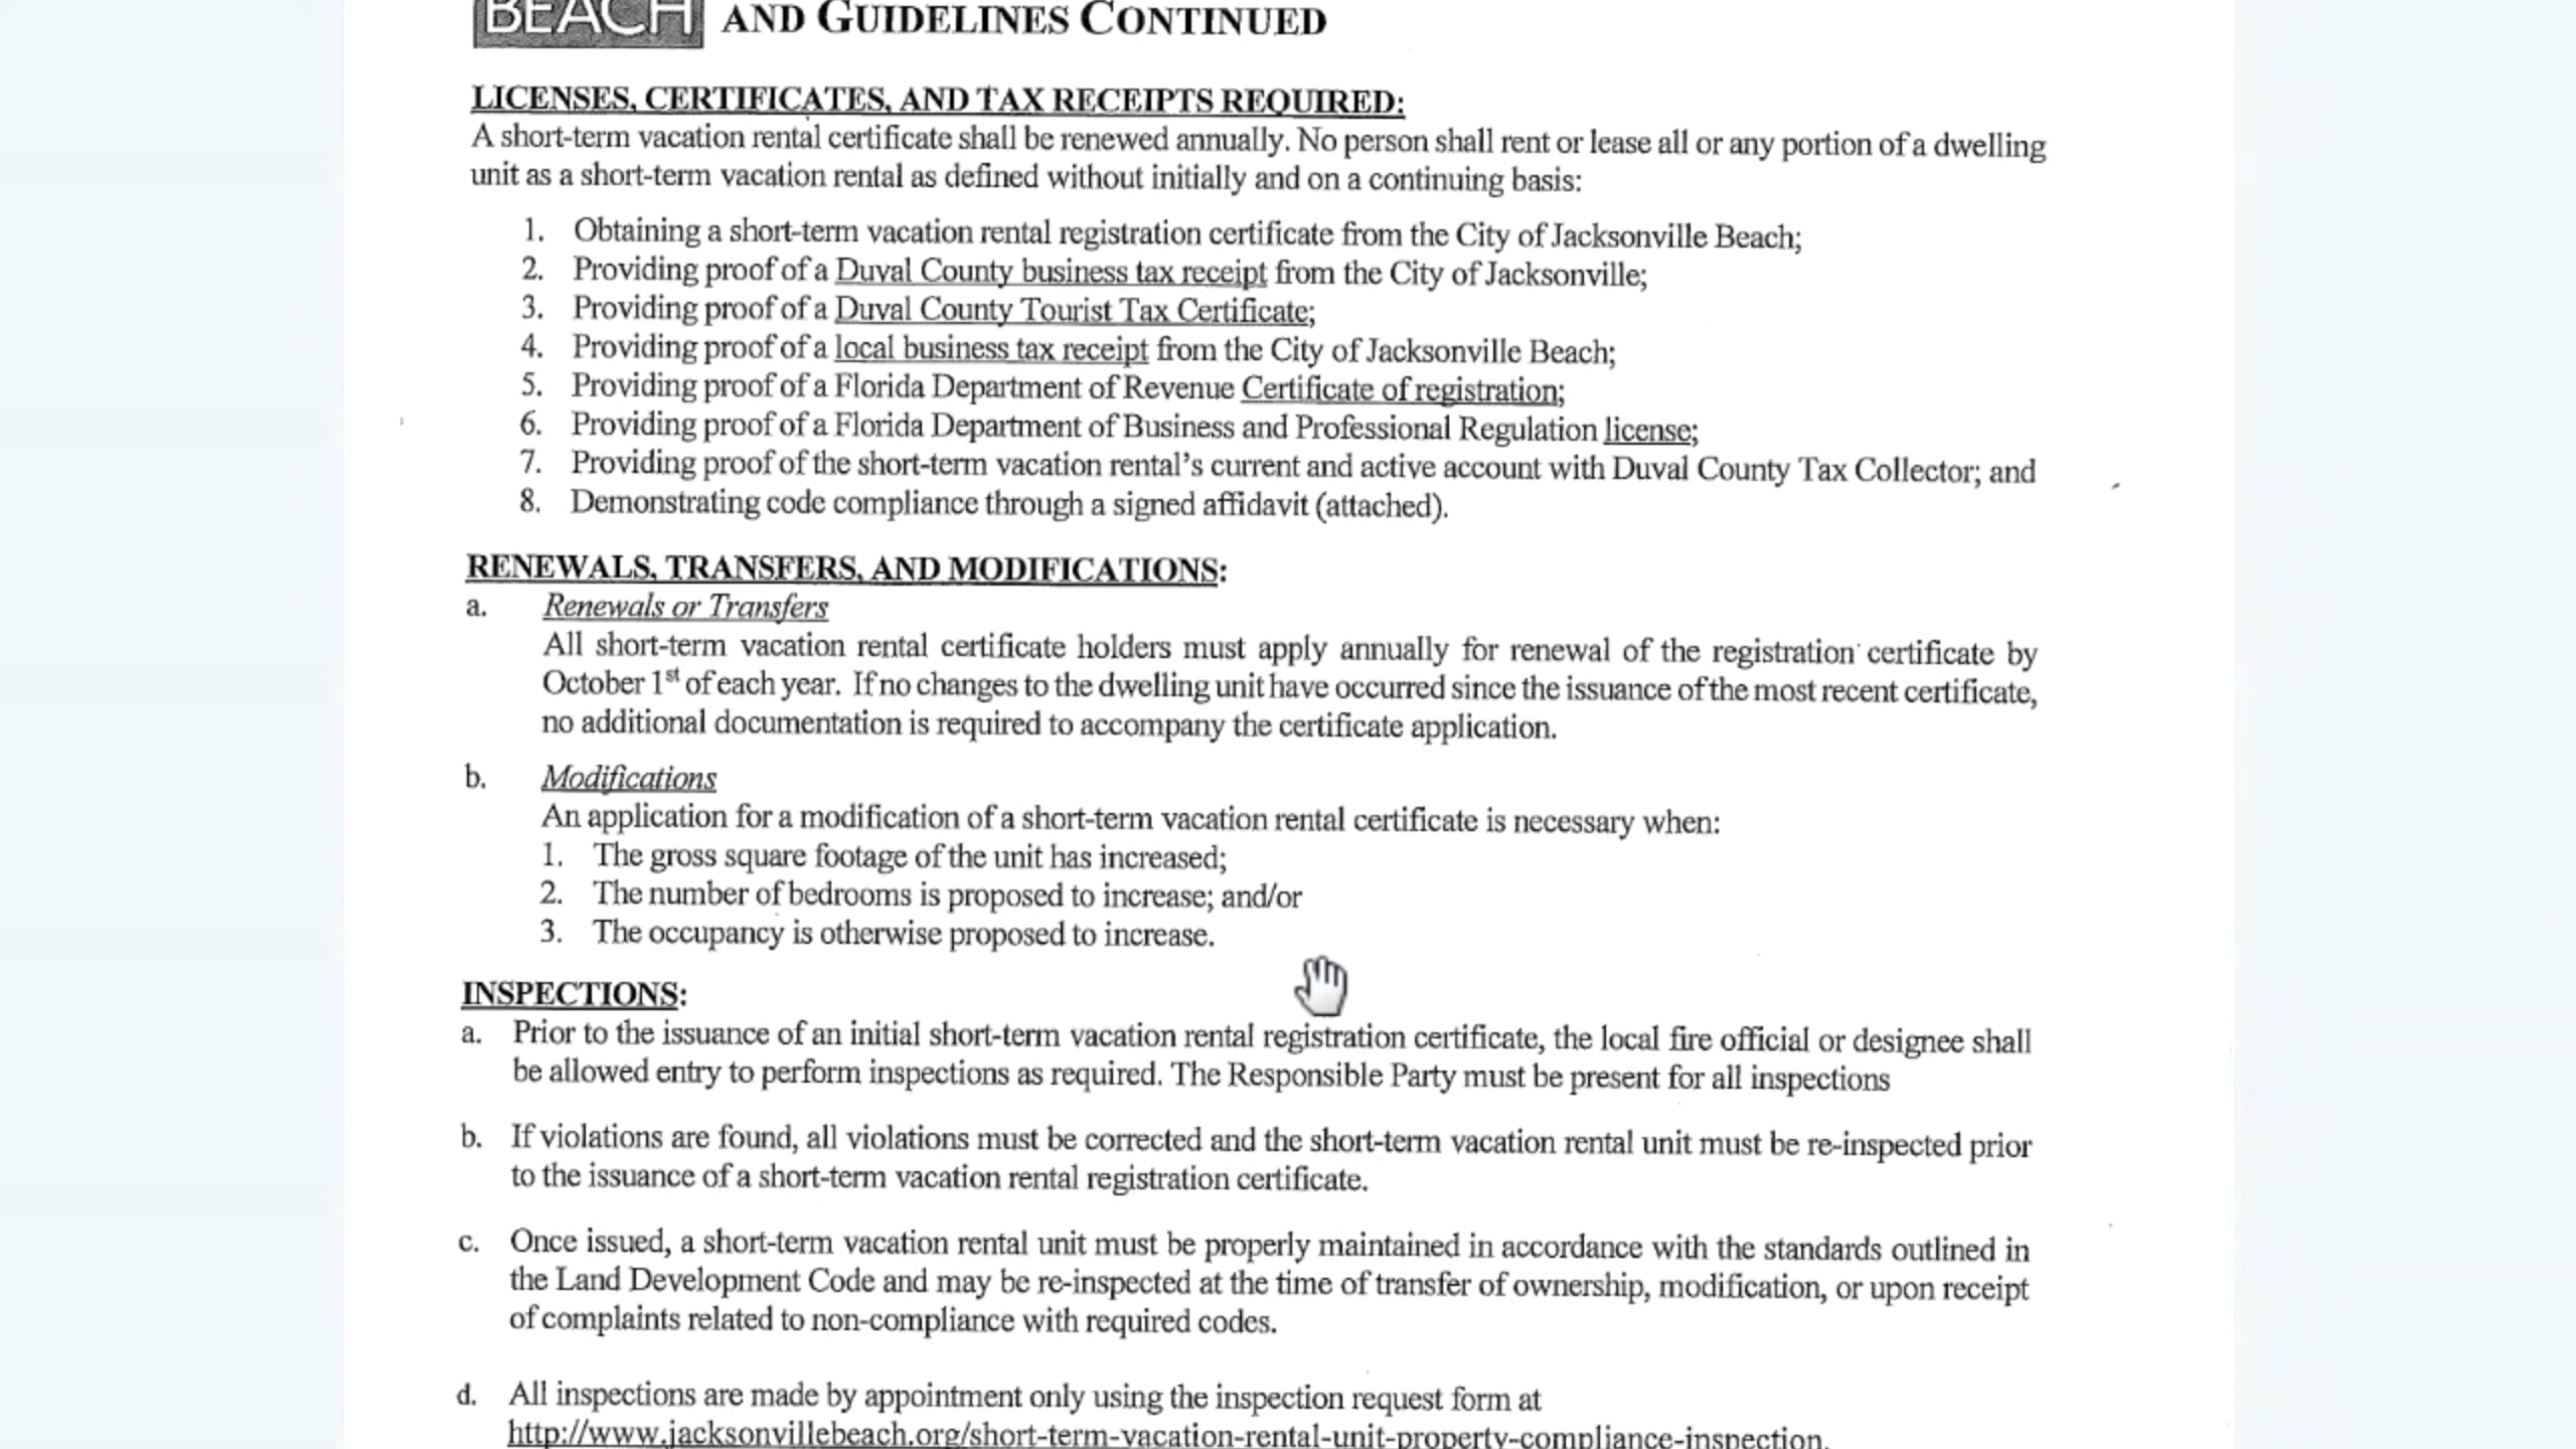 BEACH AND GUIDELINES CONTINUED
LICENSES, CERTIFICATES, AND TAX RECEIPTS REQUIRED:
A short-term vacation rental certificate shall be renewed annually. No person shall rent or lease all or any portion of a dwelling
unit as a short-term vacation rental as defined without initially and on a continuing basis:
1. Obtaining a short-term vacation rental registration certificate from the City of Jacksonville Beach;
2. Providing proof of a Duval County business tax receipt from the City of Jacksonville;
3. Providing proof of a Duval County Tourist Tax Certificate;
4. Providing proof of a local business tax receipt from the City of Jacksonville Beach;
5. Providing proof of a Florida Department of Revenue Certificate of registration;
6. Providing proof of a Florida Department of Business and Professional Regulation license;
7. Providing proof of the short-term vacation rental's current and active account with Duval County Tax Collector; and
8. Demonstrating code compliance through a signed affidavit (attached).
RENEWALS, TRANSFERS, AND MODIFICATIONS:
a. Renewals or Transfers
All short-term vacation rental certificate holders must apply annually for renewal of the registration certificate by
October 1st of each year. If no changes to the dwelling unit have occurred since the issuance of the most recent certificate,
no additional documentation is required to accompany the certificate application.
b. Modifications
An application for a modification of a short-term vacation rental certificate is necessary when:
1. The gross square footage of the unit has increased;
2. The number of bedrooms is proposed to increase; and/or
3. The occupancy is otherwise proposed to increase.
INSPECTIONS:
a. Prior to the issuance of an initial short-term vacation rental registration certificate, the local fire official or designee shall
be allowed entry to perform inspections as required. The Responsible Party must be present for all inspections
b. If violations are found, all violations must be corrected and the short-term vacation rental unit must be re-inspected prior
to the issuance of a short-term vacation rental registration certificate.
c. Once issued, a short-term vacation rental unit must be properly maintained in accordance with the standards outlined in
the Land Development Code and may be re-inspected at the time of transfer of ownership, modification, or upon receipt
of complaints related to non-compliance with required codes.
d. All inspections are made by appointment only using the inspection request form at
http://www.jacksonvillebeach.org/short-term-vacation-rental-unit-property-compliance-inspection.